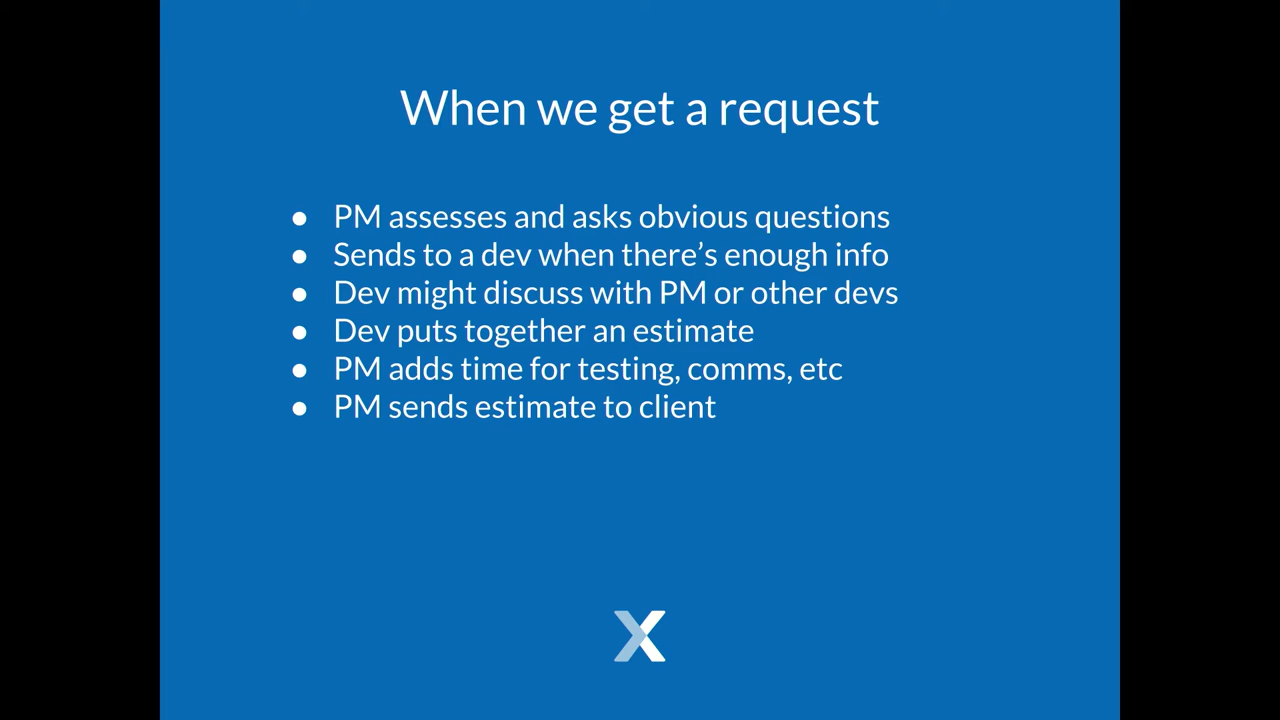 When we get a request
● PM assesses and asks obvious questions
● Sends to a dev when there’s enough info
● Dev might discuss with PM or other devs
● Dev puts together an estimate
● PM adds time for testing, comms, etc
● PM sends estimate to client
X